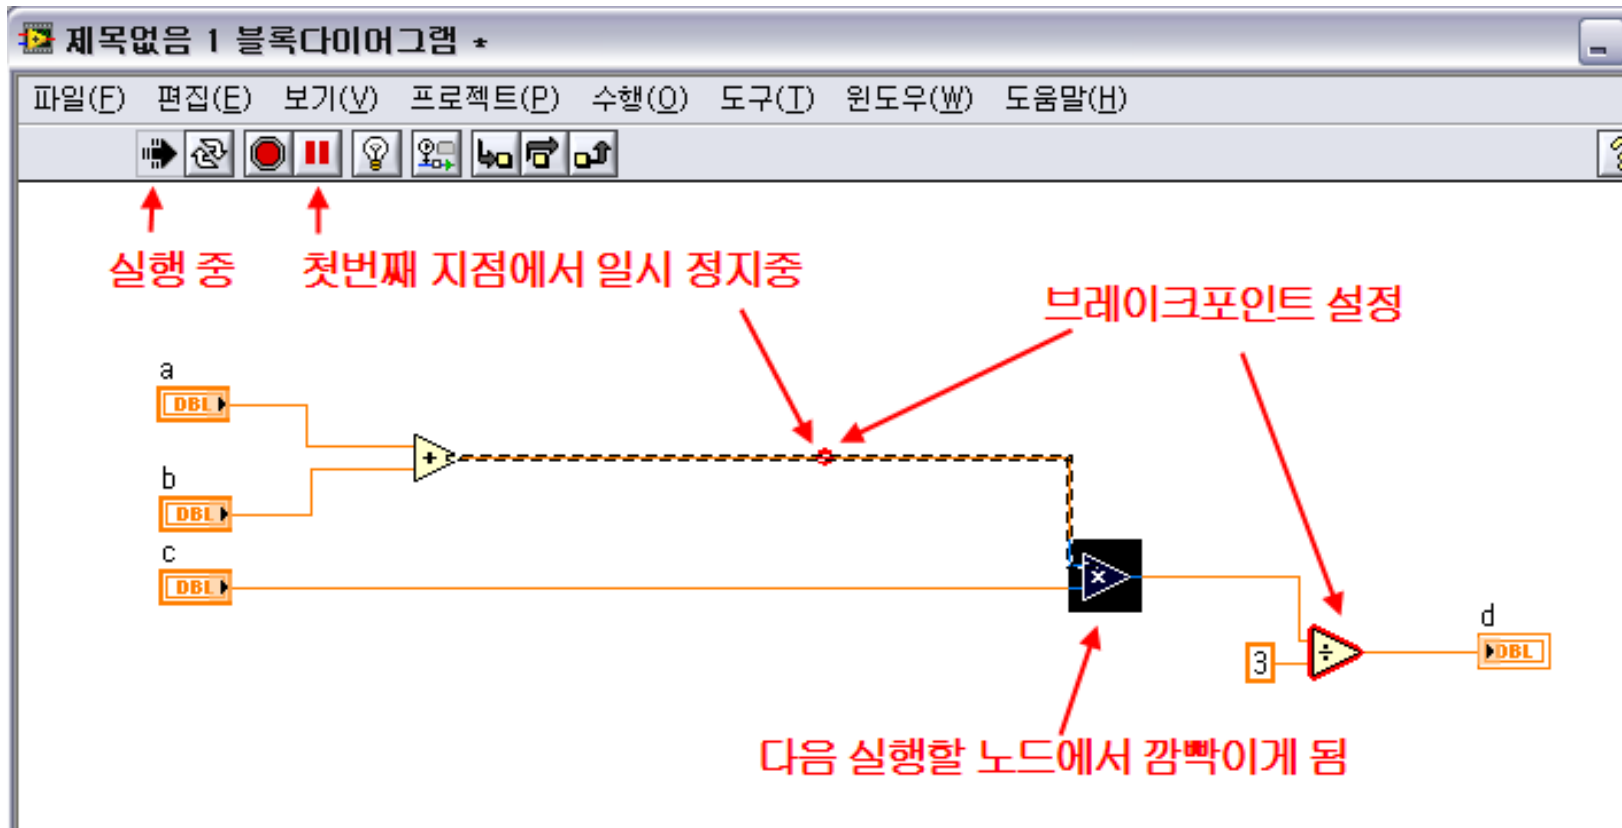 제목없음 1 블록다이어그램 *
파일(F) 편집(E) 보기(V) 프로젝트(P) 수행(O) 도구(T) 윈도우(W) 도움말(H)
실행 중
첫번째 지점에서 일시 정지중
브레이크포인트 설정
a
DBL
+
b
DBL
c
DBL
×
d
3
÷
DBL
다음 실행할 노드에서 깜빡이게 됨